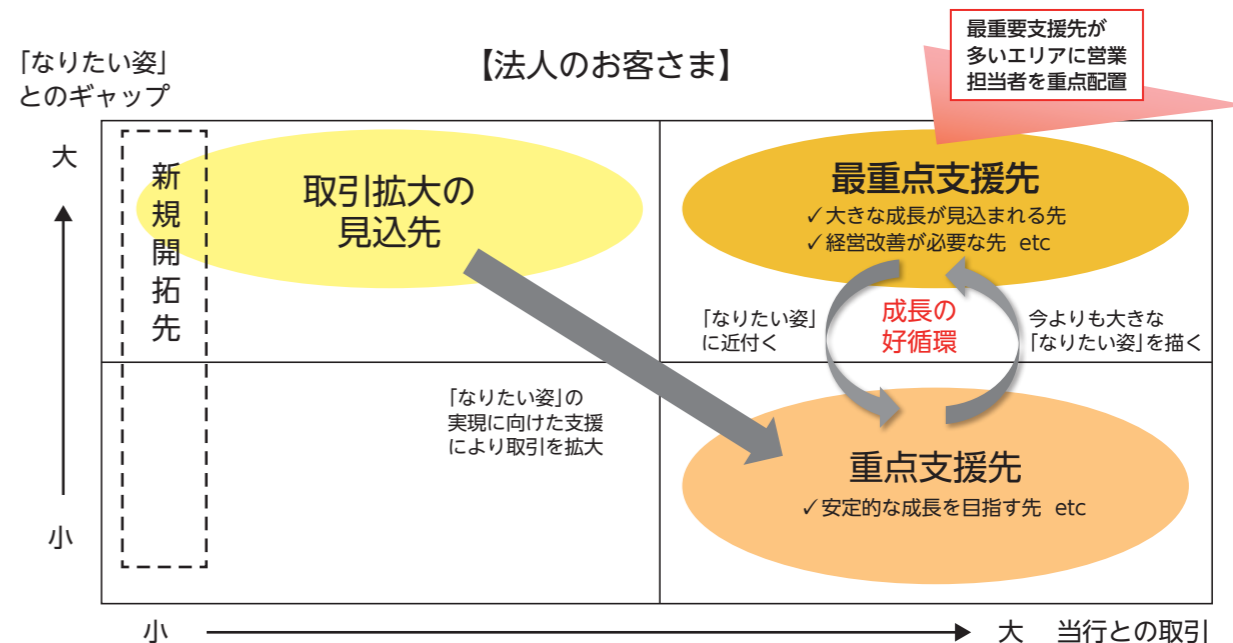 「なりたい姿」
とのギャップ
【法人のお客さま】
最重要支援先が
多いエリアに営業
担当者を重点配置
大
小
新
規
開
拓
先
取引拡大の
見込先
最重点支援先
✓大きな成長が見込まれる先
✓経営改善が必要な先 etc
「なりたい姿」
に近付く
成長の
好循環
今よりも大きな
「なりたい姿」を描く
「なりたい姿」の
実現に向けた支援
により取引を拡大
重点支援先
✓安定的な成長を目指す先 etc
小
大 当行との取引